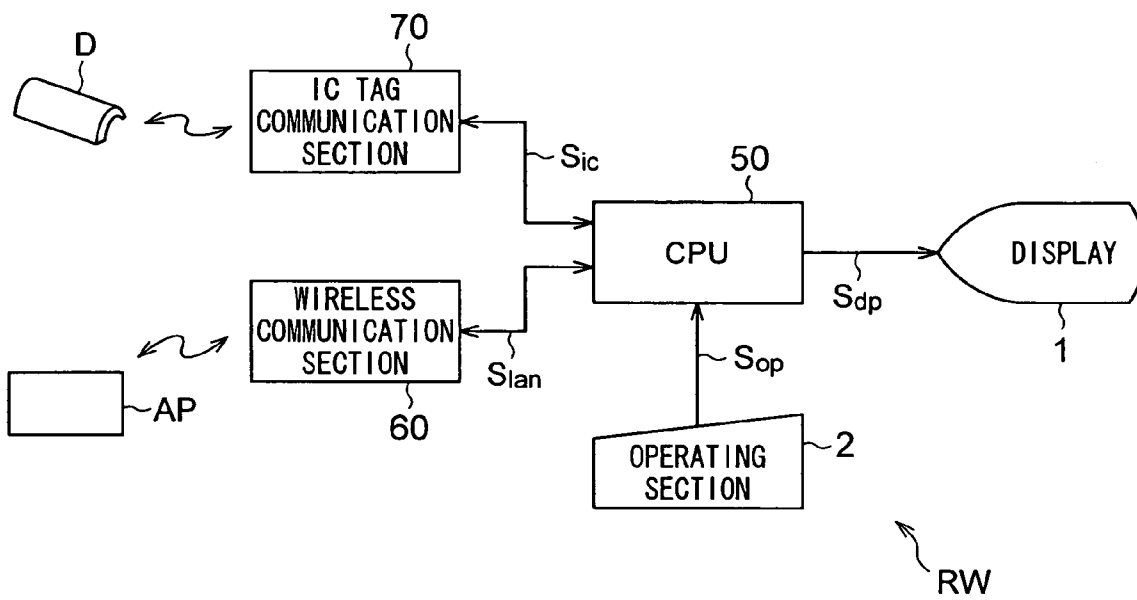 D
70
IC TAG
COMMUNICATION
SECTION
Sic
50
CPU
DISPLAY
Sdp
1
WIRELESS
COMMUNICATION
SECTION
Slan
60
AP
Sop
2
OPERATING
SECTION
RW